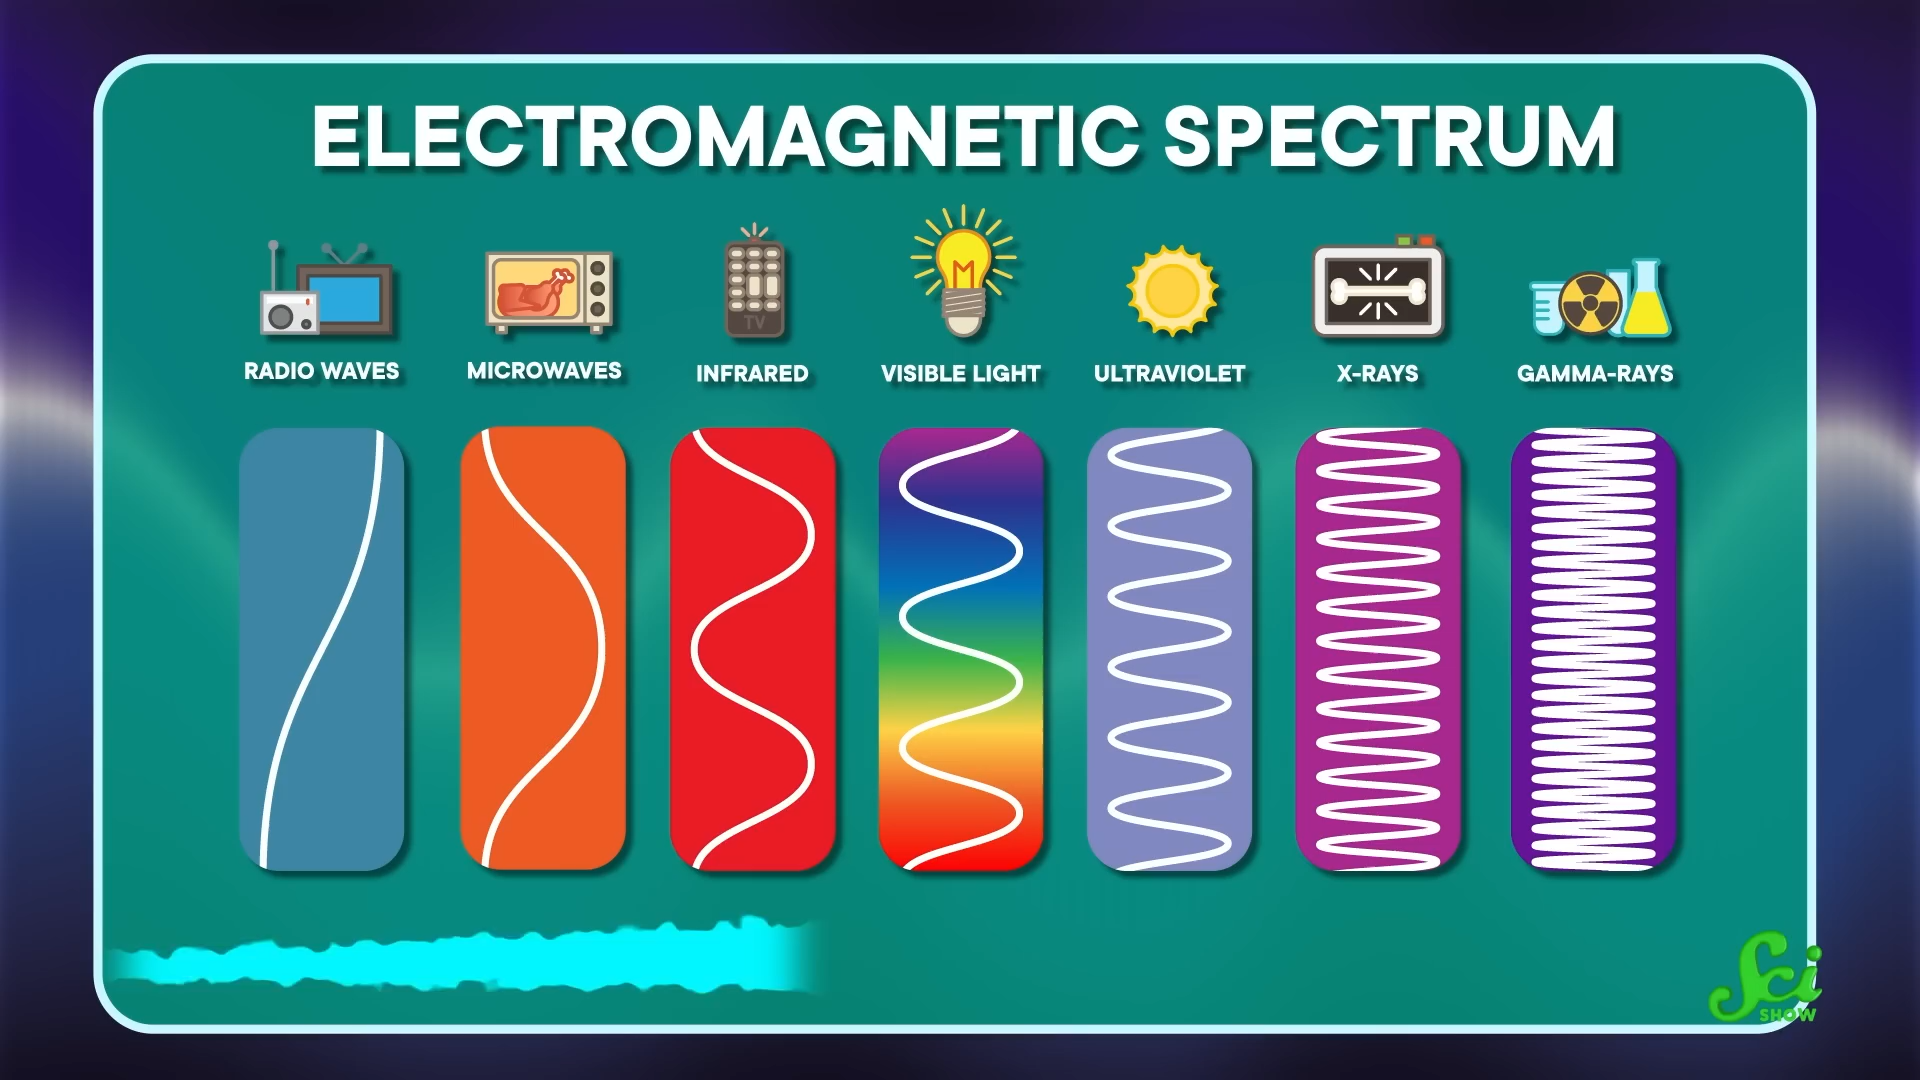 ELECTROMAGNETIC SPECTRUM
TV
RADIO WAVES
MICROWAVES
INFRARED
VISIBLE LIGHT
ULTRAVIOLET
X-RAYS
GAMMA-RAYS
Sci
SHOW